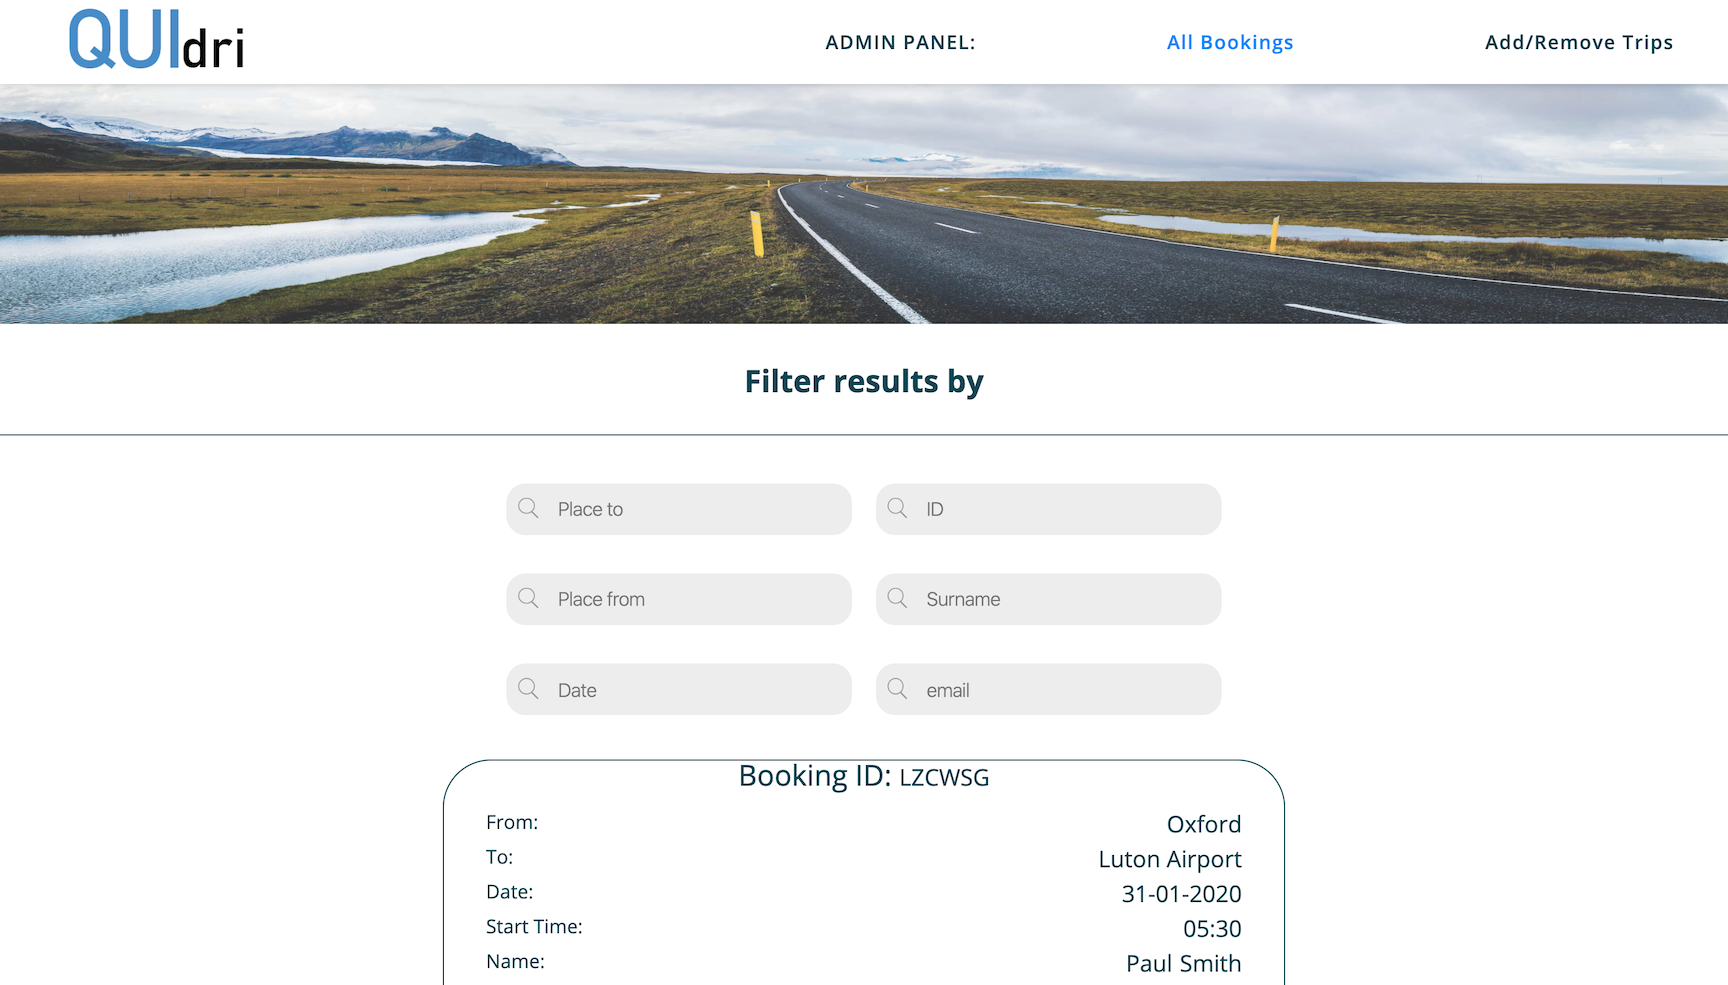 QUIdri
ADMIN PANEL:
All Bookings
Add/Remove Trips
Filter results by
Place to
ID
Place from
Surname
Date
email
Booking ID: LZCWSG
From: Oxford
To: Luton Airport
Date: 31-01-2020
Start Time: 05:30
Name: Paul Smith